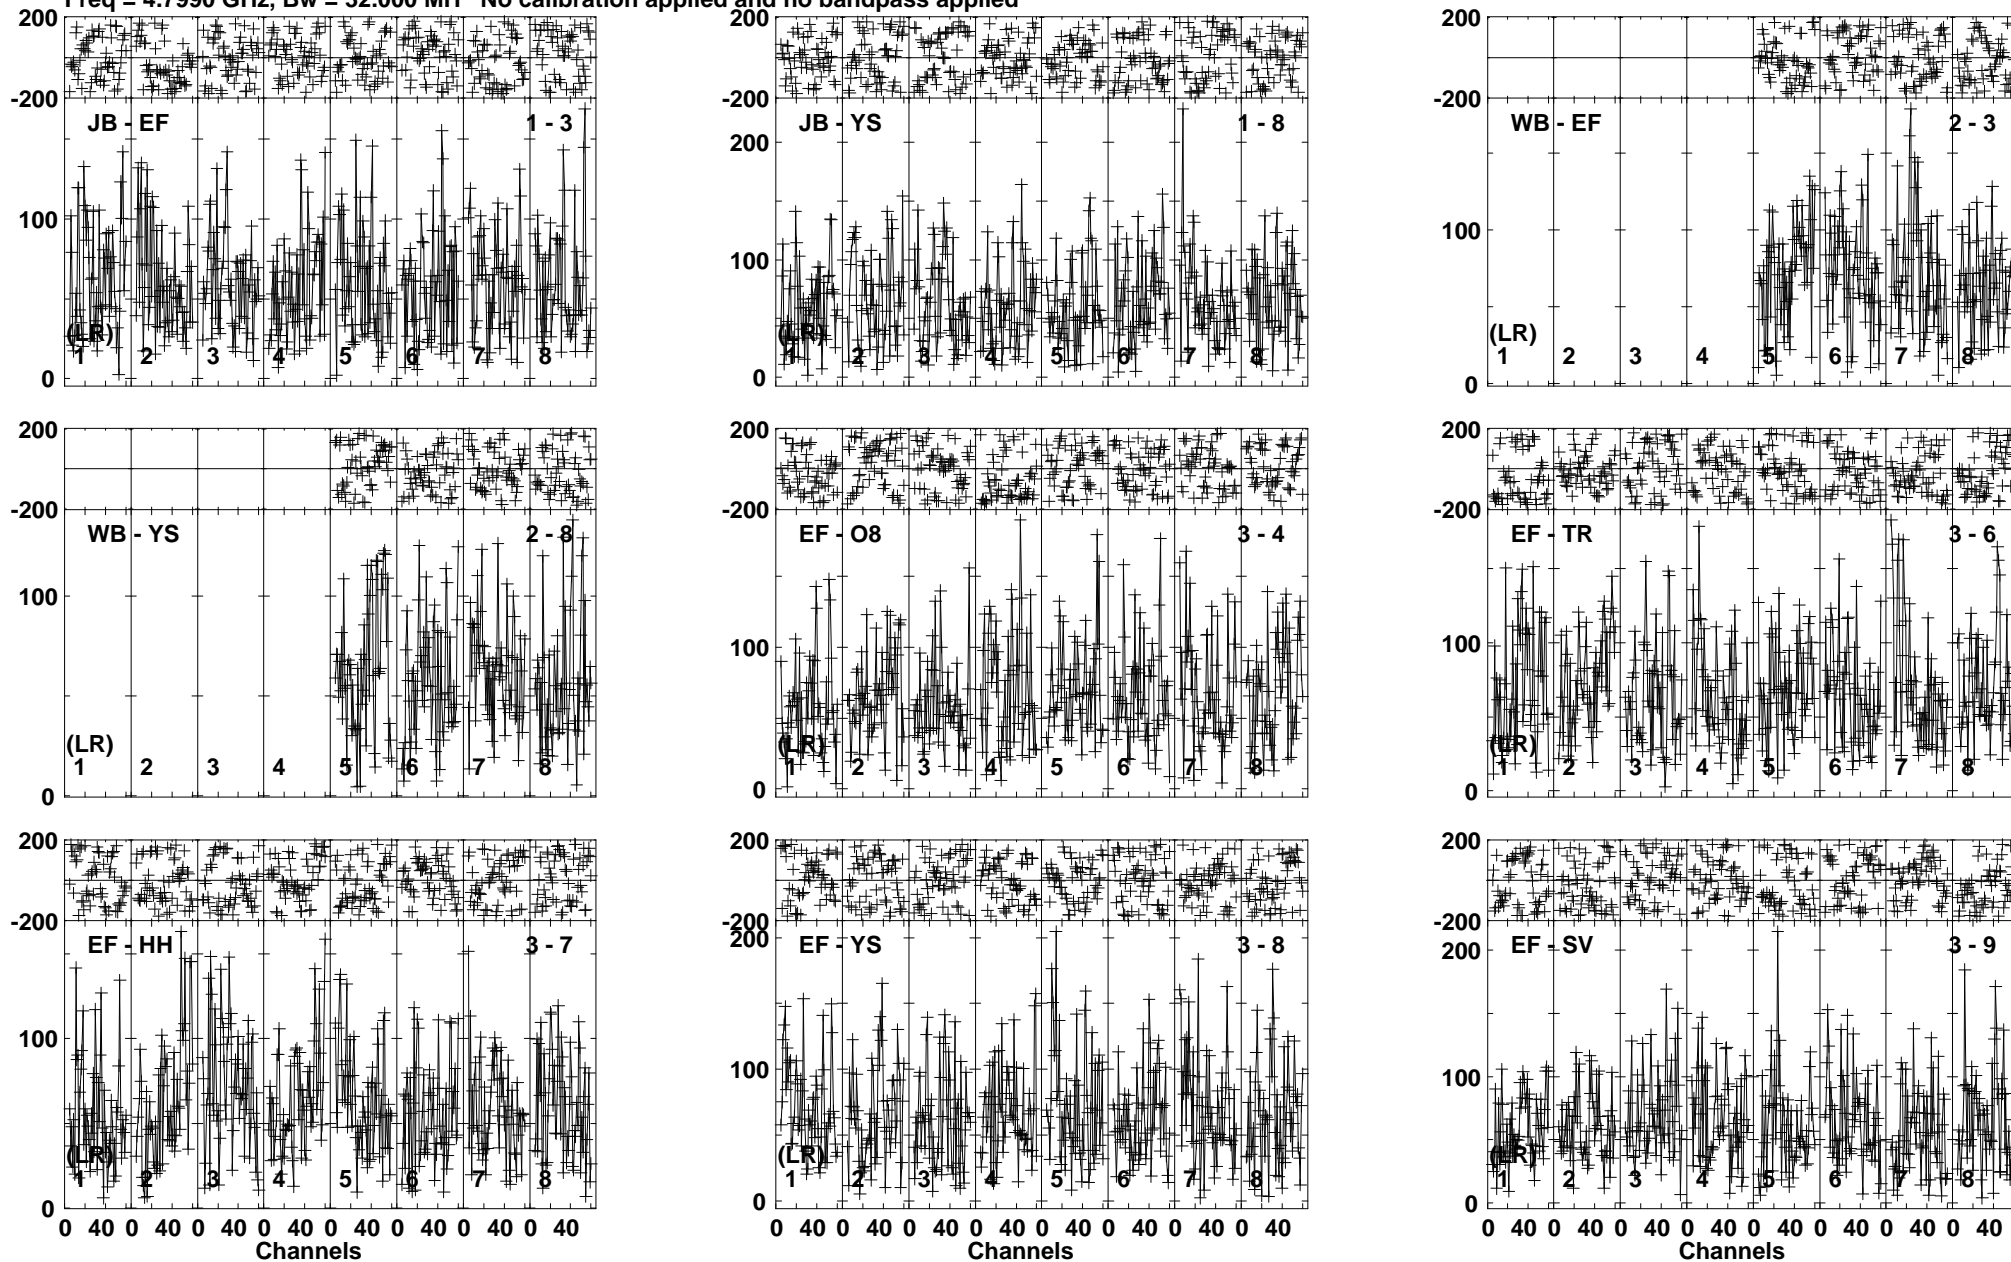 Freq = 4.7990 GHz, Bw = 32.000 MH No calibration applied and no bandpass applied
200 200 200
-200 -200 -200
JB - EF 1 - 3 JB - YS 1 - 8 WB - EF 2 - 3
200
100 100 100
(LR) (LR) (LR)
1 2 3 4 5 6 7 8 1 2 3 4 5 6 7 8 1 2 3 4 5 6 7 8
0 0 0
200 200 200
-200 -200 -200
WB - YS 2 - 8 EF - O8 3 - 4 EF - TR 3 - 6
100 100 100
(LR) (LR) (LR)
1 2 3 4 5 6 7 8 1 2 3 4 5 6 7 8 1 2 3 4 5 6 7 8
0 0 0
200 200 200
-200 -200 -200
EF - HH 3 - 7 EF - YS 3 - 8 EF - SV 3 - 9
200 200
100 100 100
(LR) (LR) (LR)
1 2 3 4 5 6 7 8 1 2 3 4 5 6 7 8 1 2 3 4 5 6 7 8
0 0 0
0 40 0 40 0 40 0 40 0 40 0 40 0 40 0 40 0 40 0 40 0 40 0 40 0 40 0 40 0 40 0 40 0 40 0 40 0 40 0 40 0 40 0 40 0 40 0 40
Channels Channels Channels